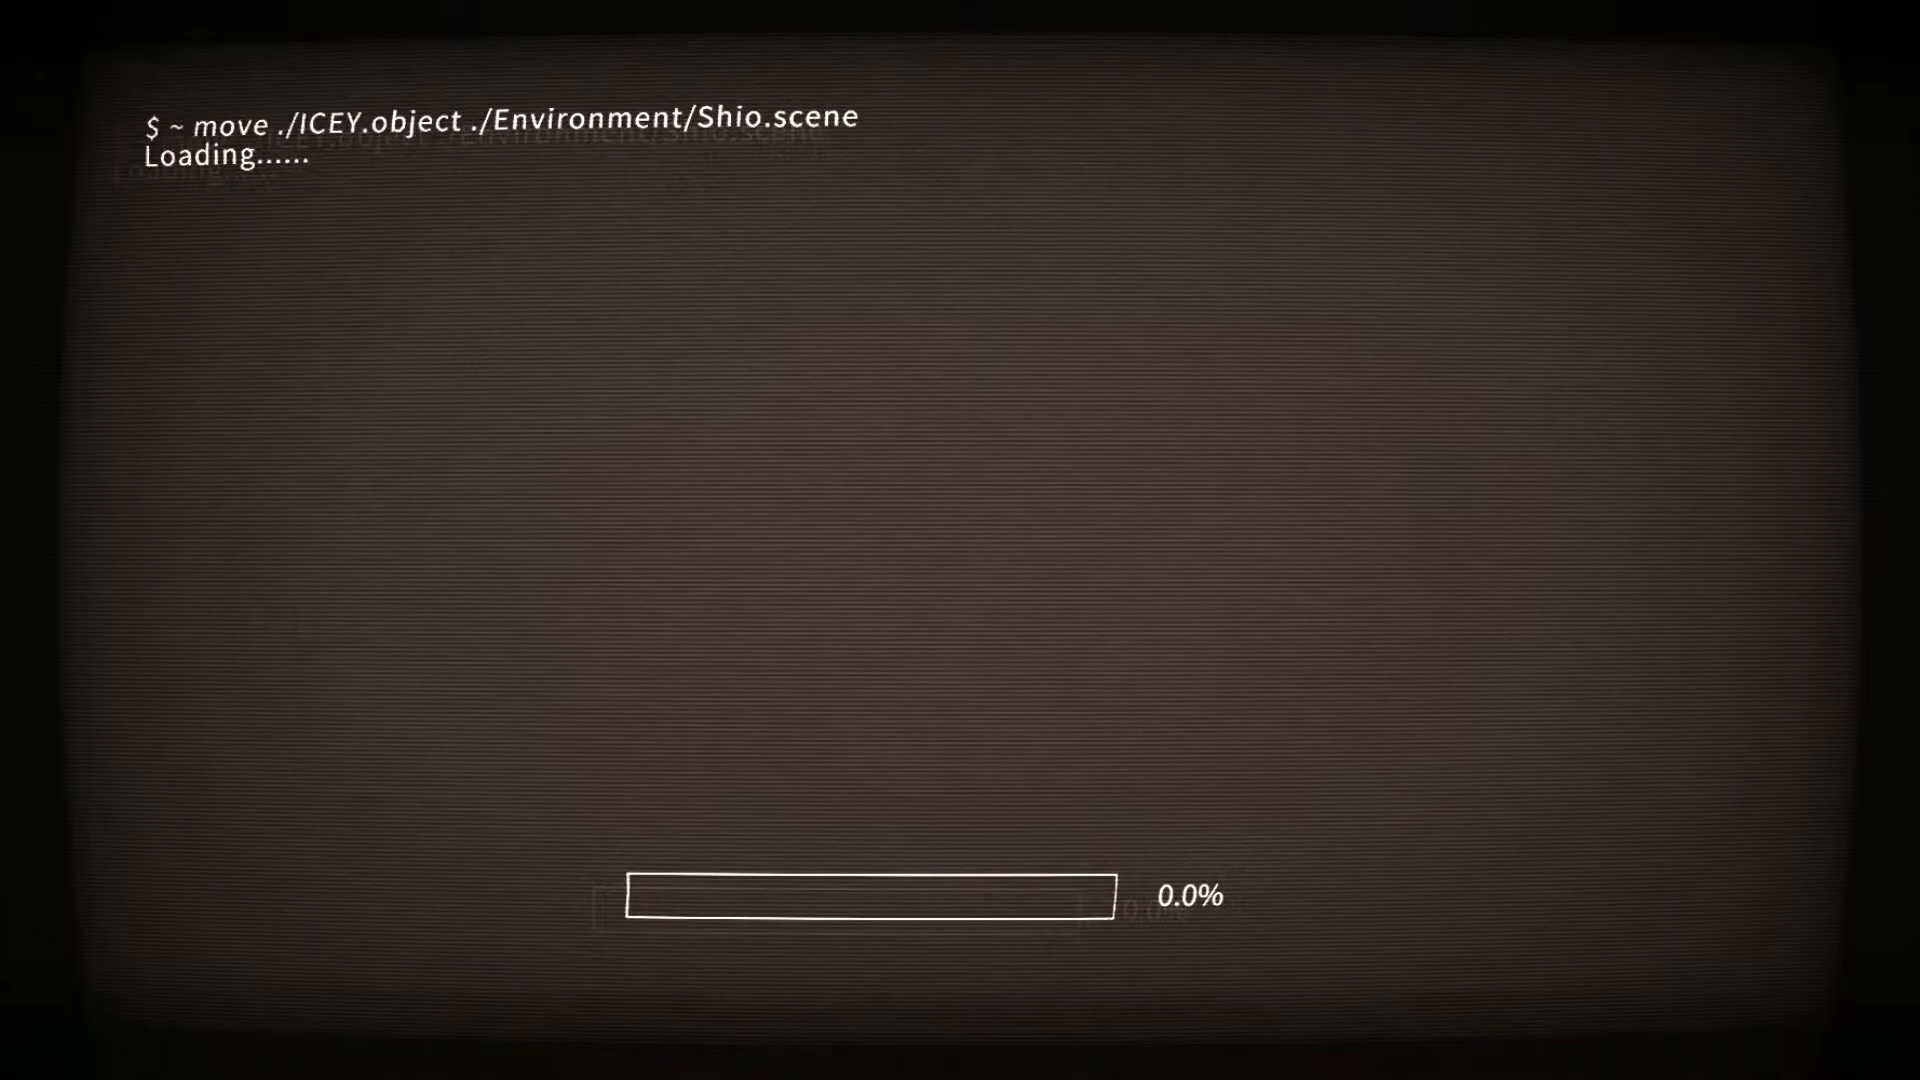 $ ~ move ./ICEY.object ./Environment/Shio.scene
Loading......
0.0%